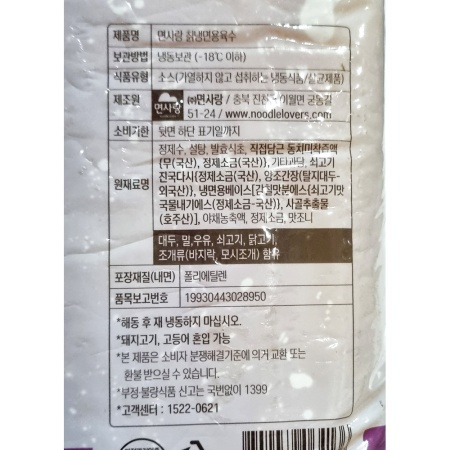 제품명 면사랑 칡냉면용육수
보관방법 냉동보관 (-18℃ 이하)
식품유형 소스(가열하지 않고 섭취하는 냉동식품/살균제품)
제조원 면사랑 ㈜면사랑 / 충북 진천군 이월면 궁동길
51-24 / www.noodlelovers.com
소비기한 뒷면 하단 표기일까지
정제수, 설탕, 발효식초, 직접담근 동치미착즙액
[무(국산), 정제소금(국산)], 기타과당, 쇠고기
진국다시(정제소금(국산)), 양조간장(탈지대두-
원재료명 외국산)), 냉면용베이스[감칠맛분에스(쇠고기맛
국물내기에스(정제소금-국산)), 사골추출물
(호주산)], 야채농축액, 정제소금, 맛조니
대두, 밀, 우유, 쇠고기, 닭고기,
조개류(바지락, 모시조개) 함유
포장재질(내면) 폴리에틸렌
품목보고번호 19930443028950
*해동 후 재 냉동하지 마십시오.
*돼지고기, 고등어 혼입 가능
*본 제품은 소비자 분쟁해결기준에 의거 교환 또는
환불 받으실 수 있습니다.
*부정·불량식품 신고는 국번없이 1399
*고객센터 : 1522-0621